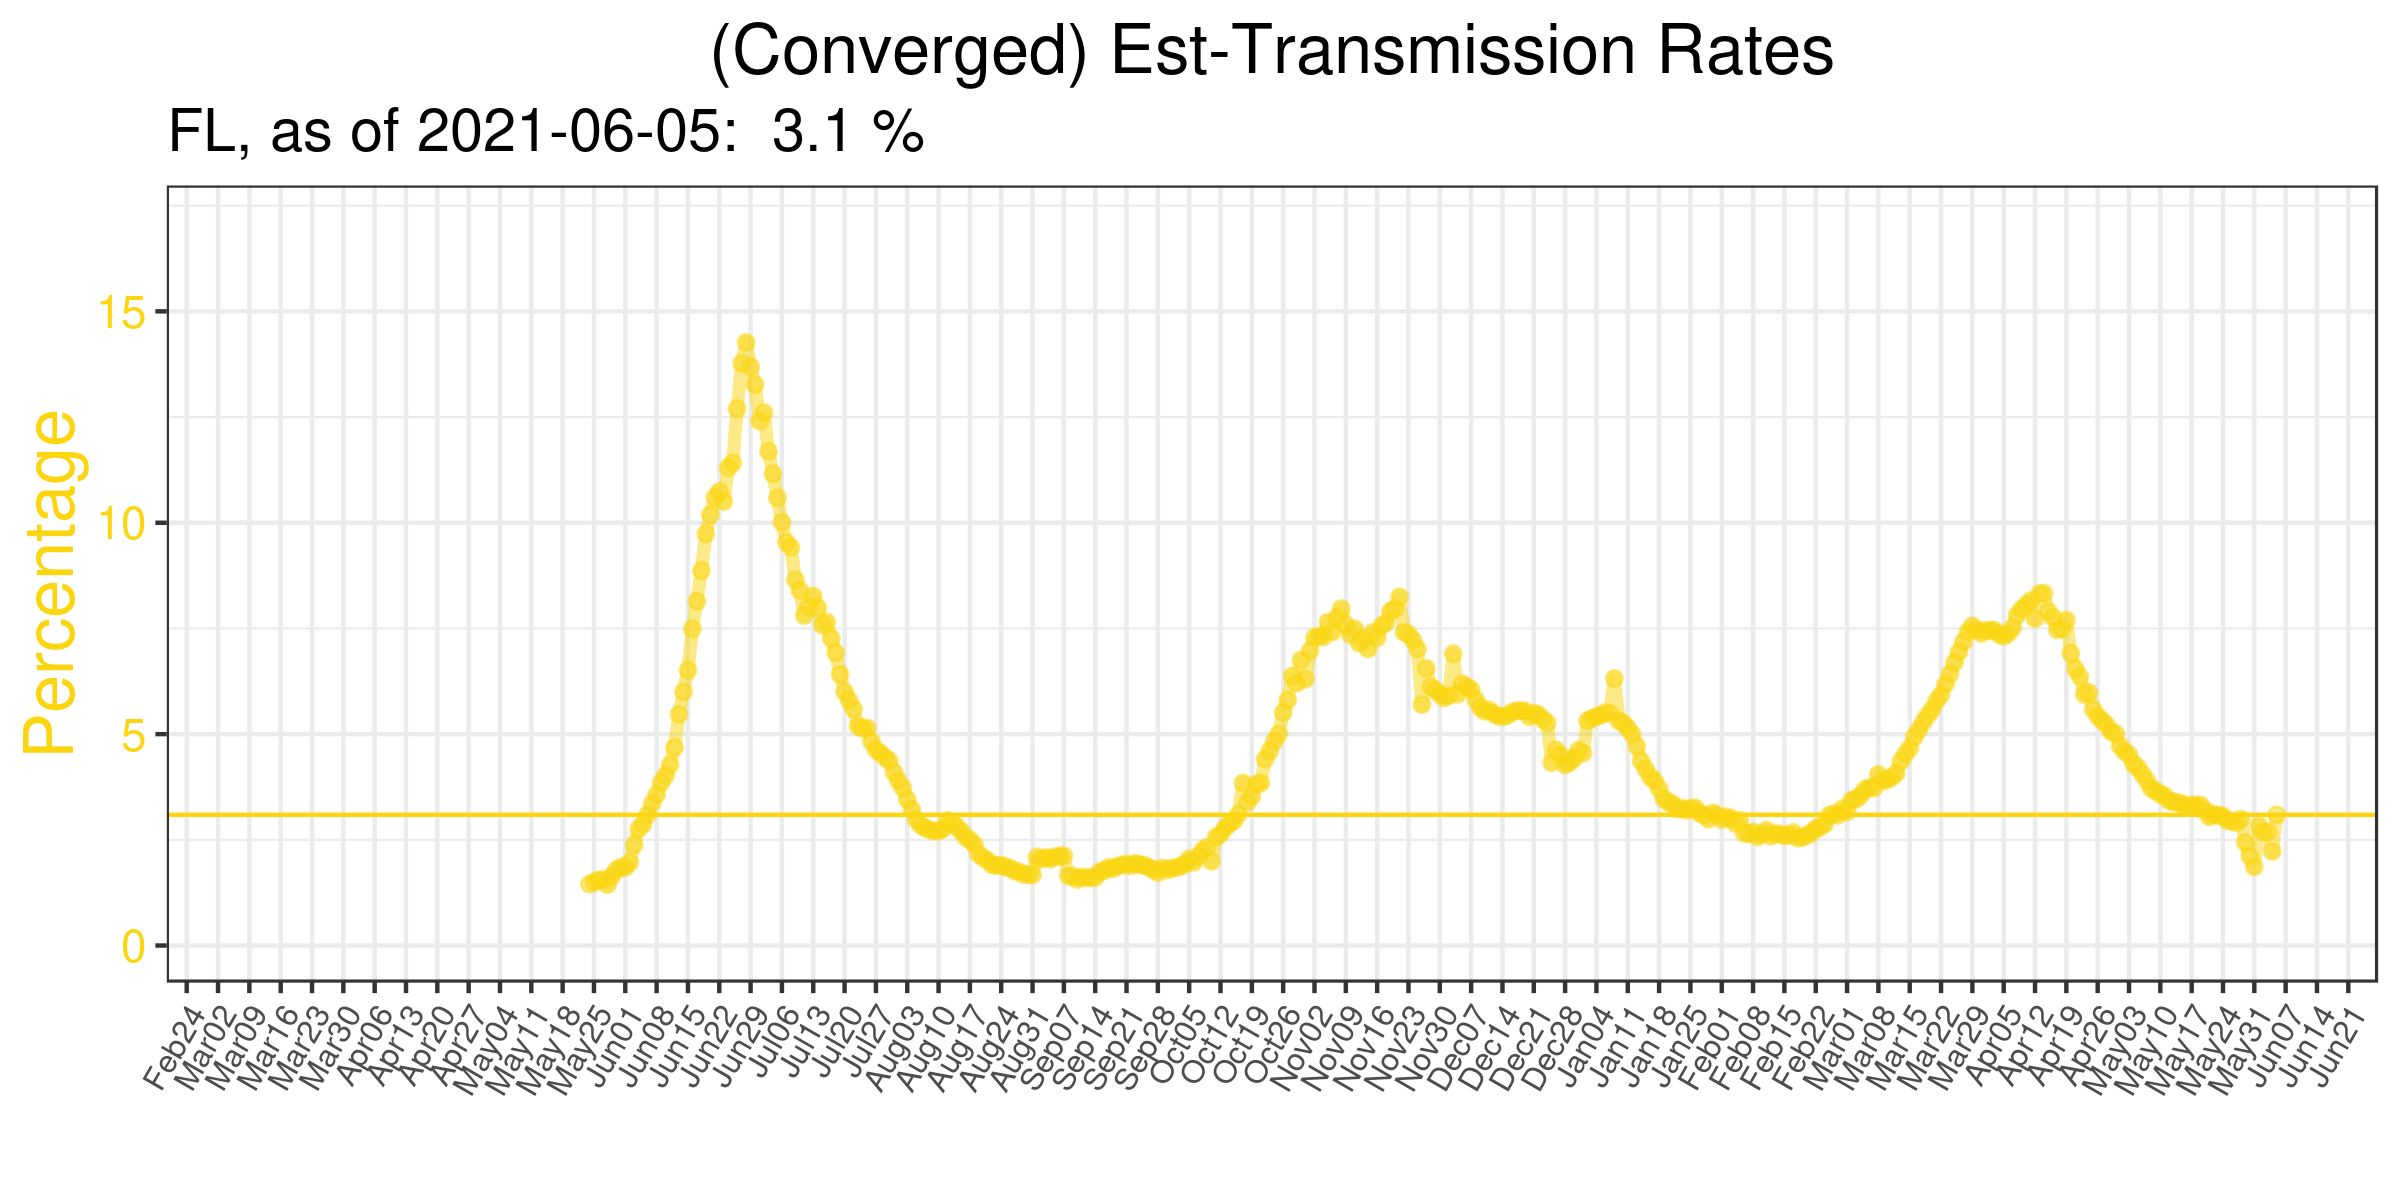 (Converged) Est-Transmission Rates
FL, as of 2021-06-05:  3.1 %
Percentage
15
10
5
0
Feb24
Mar02
Mar09
Mar16
Mar23
Mar30
Apr06
Apr13
Apr20
Apr27
May04
May11
May18
May25
Jun01
Jun08
Jun15
Jun22
Jun29
Jul06
Jul13
Jul20
Jul27
Aug03
Aug10
Aug17
Aug24
Aug31
Sep07
Sep14
Sep21
Sep28
Oct05
Oct12
Oct19
Oct26
Nov02
Nov09
Nov16
Nov23
Nov30
Dec07
Dec14
Dec21
Dec28
Jan04
Jan11
Jan18
Jan25
Feb01
Feb08
Feb15
Feb22
Mar01
Mar08
Mar15
Mar22
Mar29
Apr05
Apr12
Apr19
Apr26
May03
May10
May17
May24
May31
Jun07
Jun14
Jun21